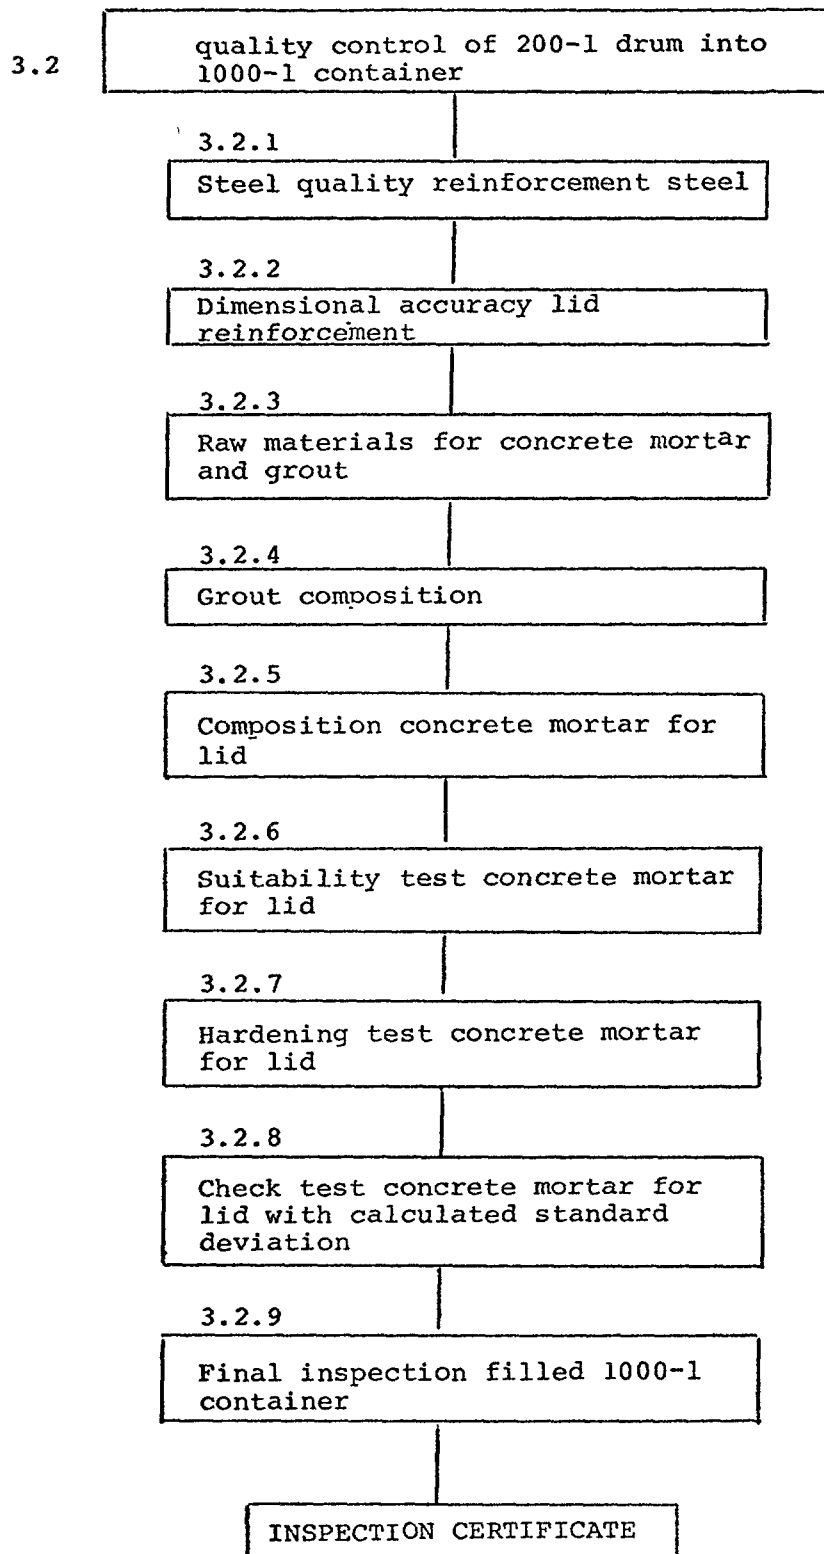 3.2
quality control of 200-l drum into
1000-l container
3.2.1
Steel quality reinforcement steel
3.2.2
Dimensional accuracy lid
reinforcement
3.2.3
Raw materials for concrete mortar
and grout
3.2.4
Grout composition
3.2.5
Composition concrete mortar for
lid
3.2.6
Suitability test concrete mortar
for lid
3.2.7
Hardening test concrete mortar
for lid
3.2.8
Check test concrete mortar for
lid with calculated standard
deviation
3.2.9
Final inspection filled 1000-l
container
INSPECTION CERTIFICATE